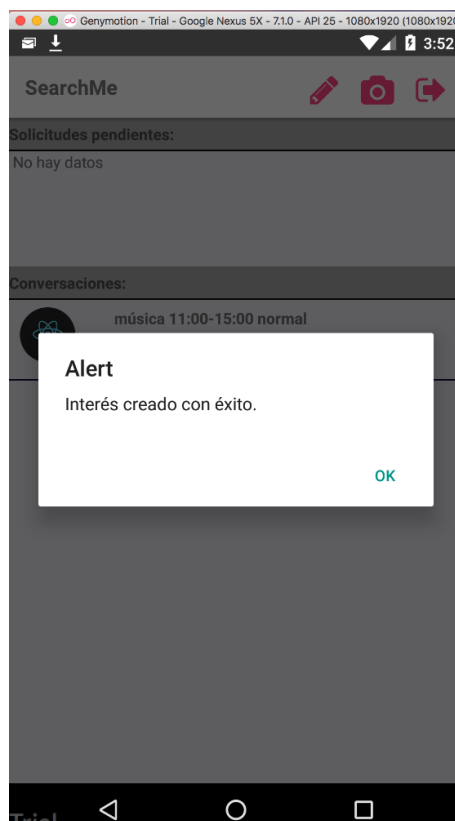 Genymotion - Trial - Google Nexus 5X - 7.1.0 - API 25 - 1080x1920 (1080x1920
3:52
SearchMe
Solicitudes pendientes:
No hay datos
Conversaciones:
música 11:00-15:00 normal
Alert
Interés creado con éxito.
OK
Trial